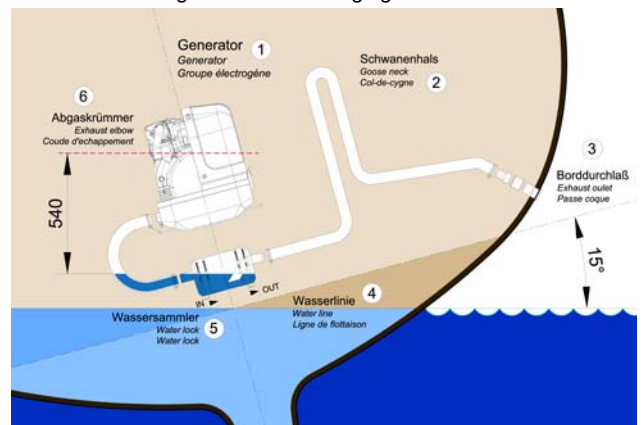 Generator
Generator
Groupe électrogène
1
Schwanenhals
Goose neck
Col-de-cygne
2
6
Abgaskrümmer
Exhaust elbow
Coude d'echappement
3
Borddurchlaß
Exhaust oulet
Passe coque
540
15°
IN
OUT
Wassersammler
Water lock
Water lock
5
Wasserlinie
Water line
Ligne de flottaison
4